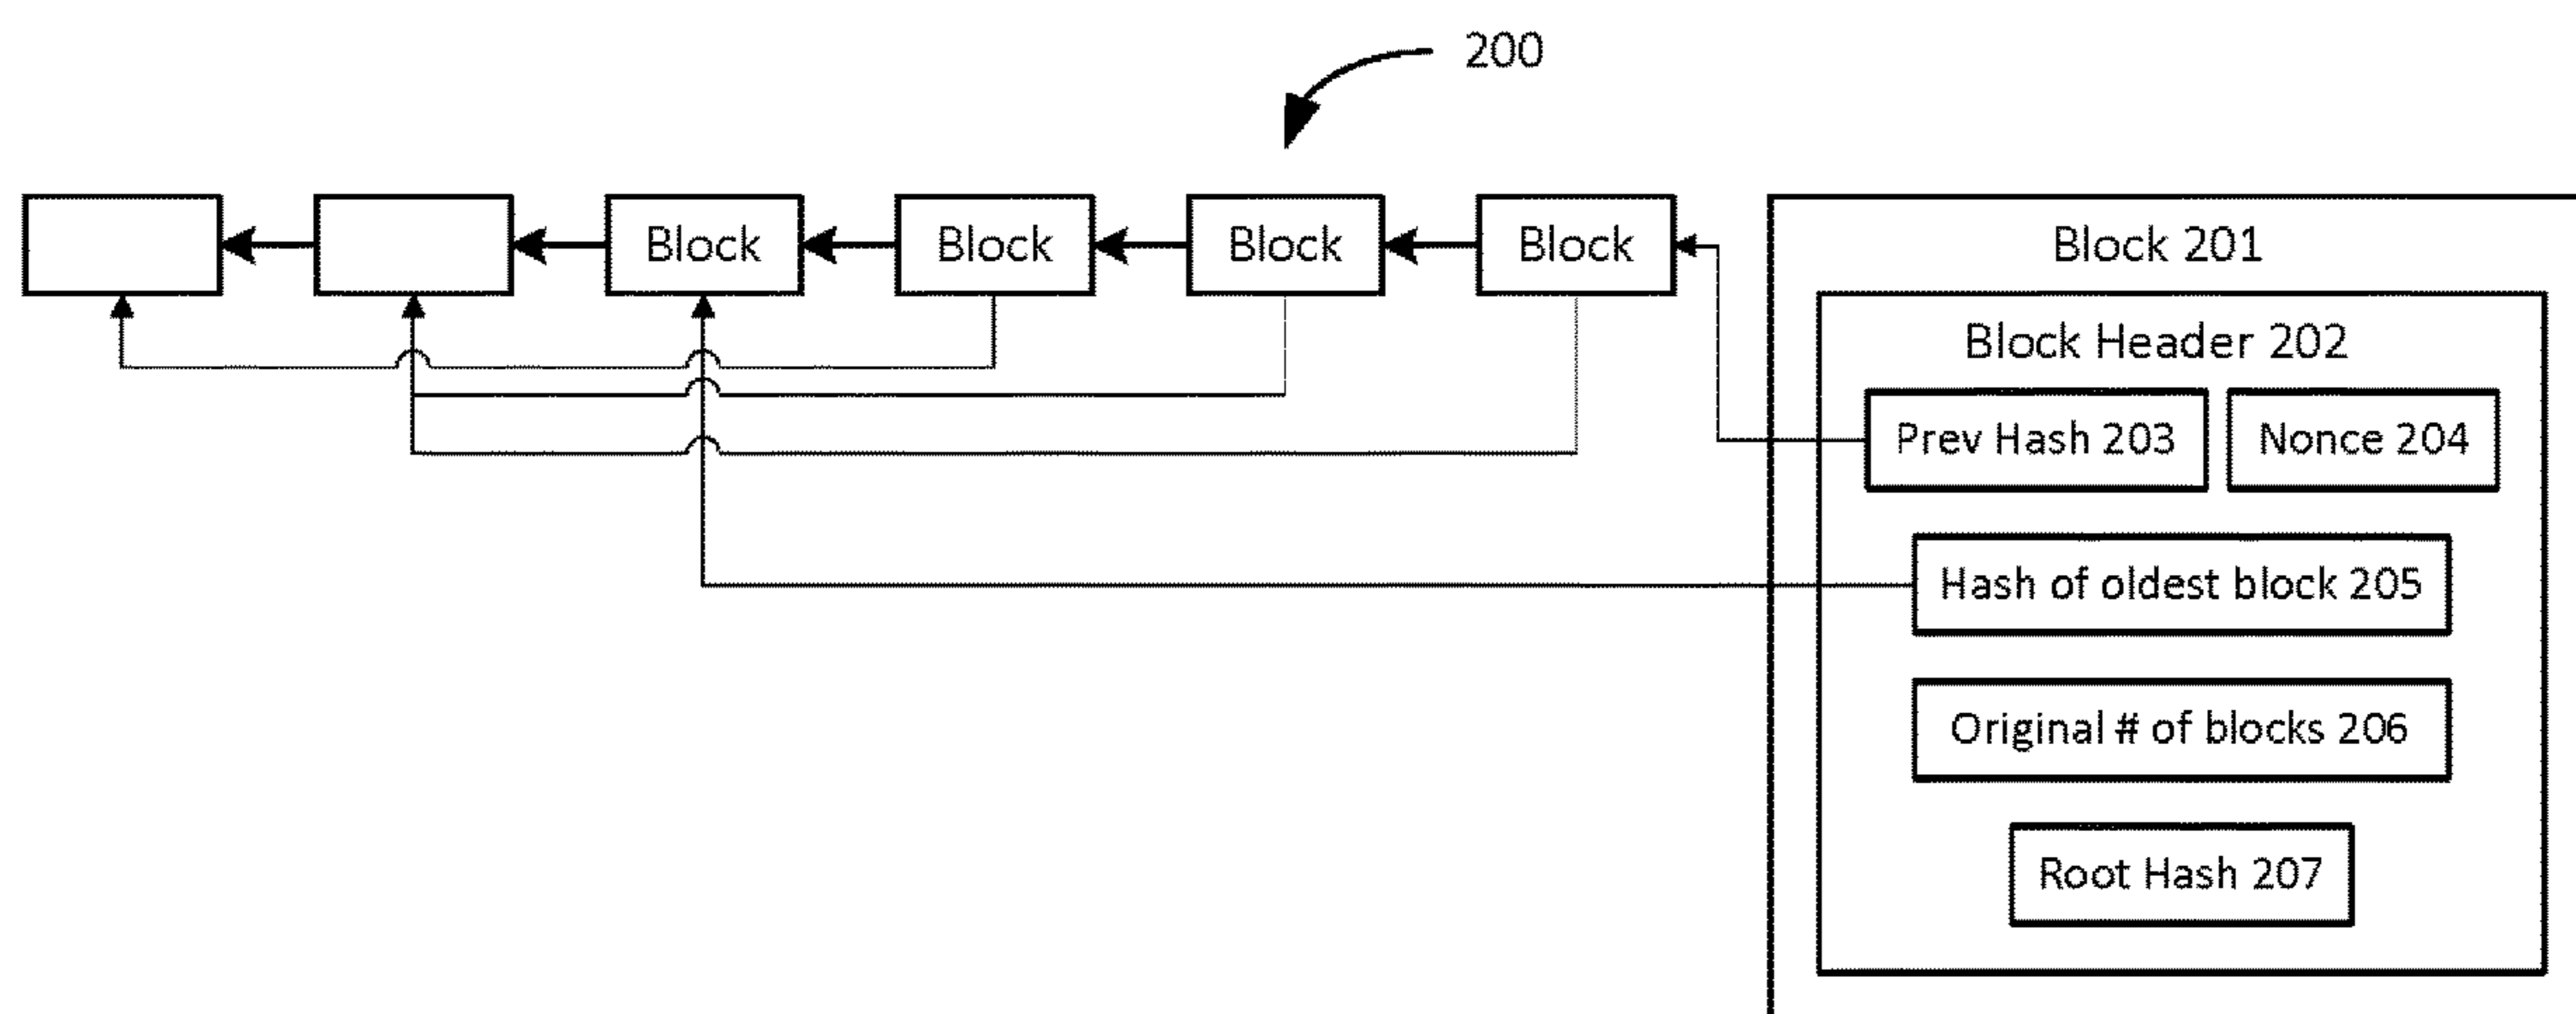 200
Block
Block
Block
Block
Block 201
Block Header 202
Prev Hash 203
Nonce 204
Hash of oldest block 205
Original # of blocks 206
Root Hash 207